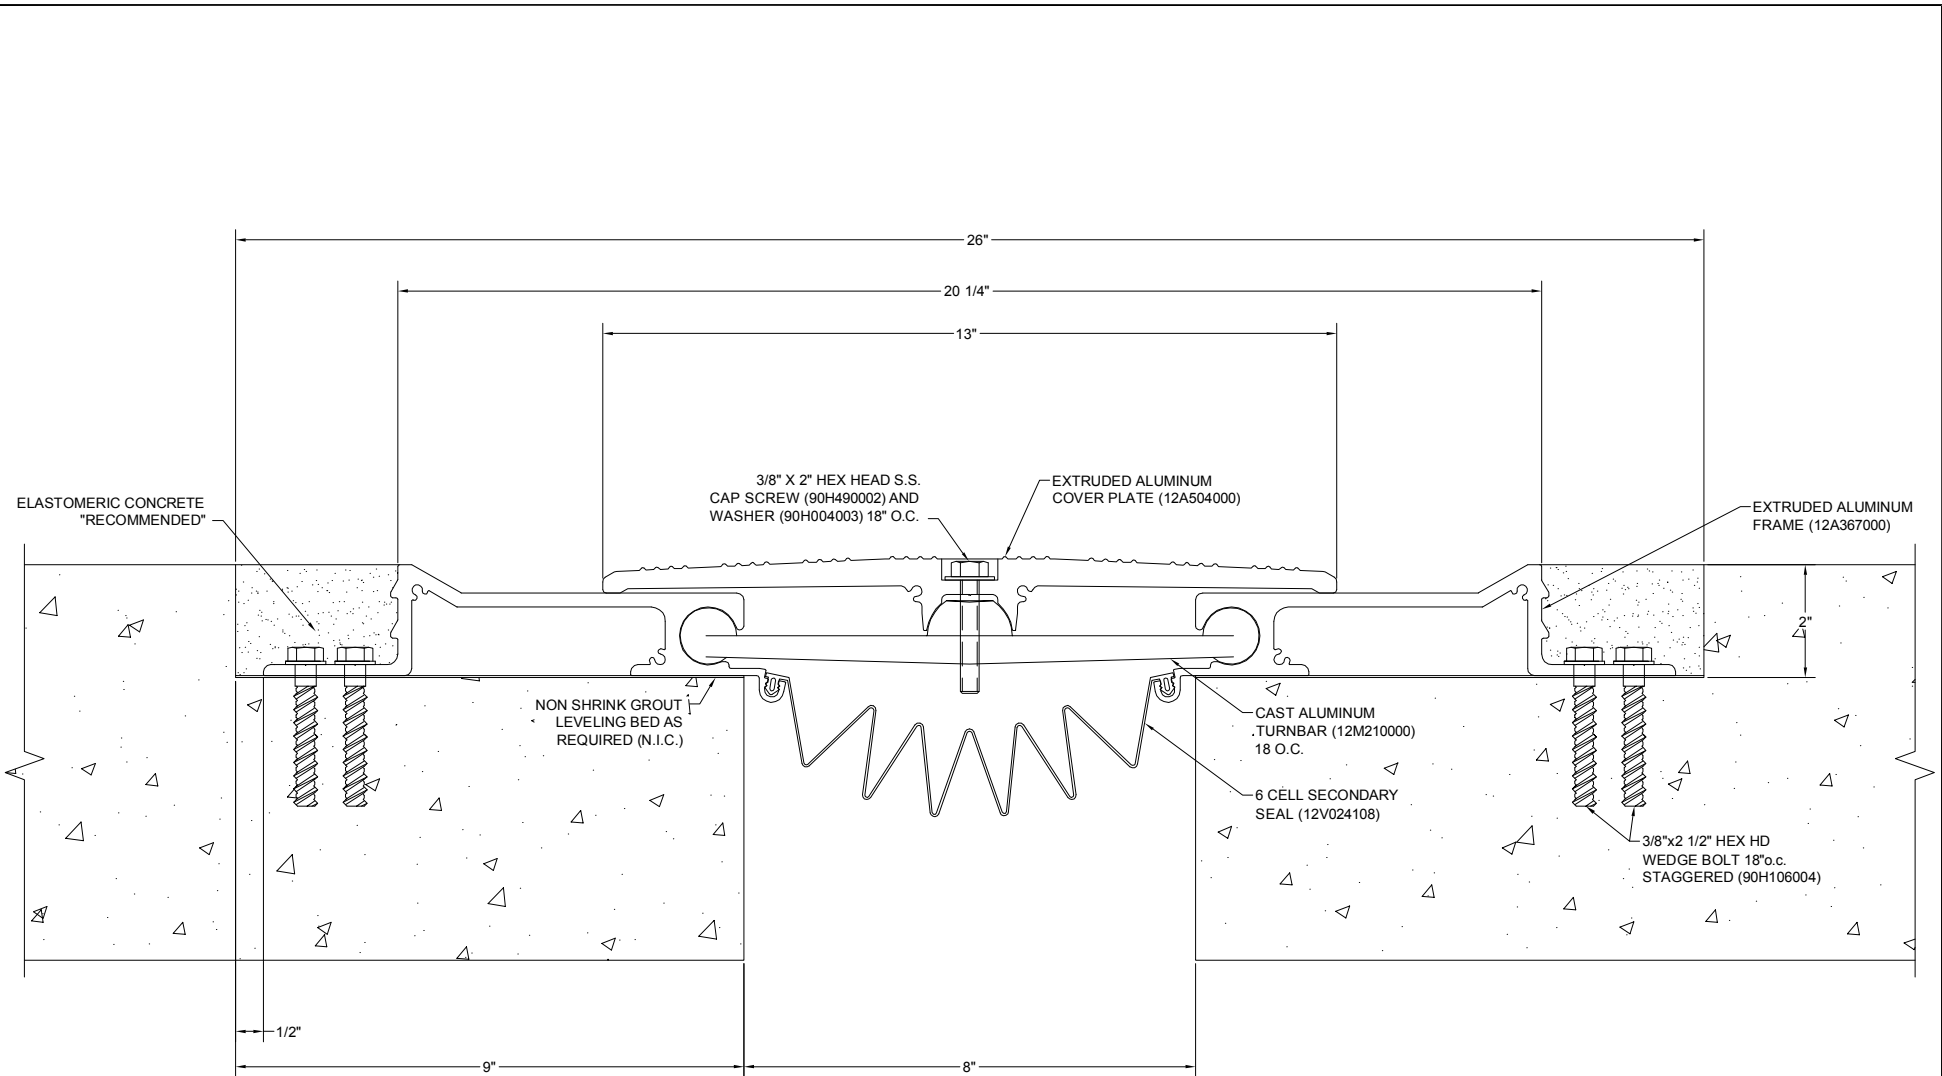 26"
20 1/4"
13"
3/8" X 2" HEX HEAD S.S.
CAP SCREW (90H490002) AND
WASHER (90H004003) 18" O.C.
EXTRUDED ALUMINUM
COVER PLATE (12A504000)
ELASTOMERIC CONCRETE
"RECOMMENDED"
EXTRUDED ALUMINUM
FRAME (12A367000)
2"
NON SHRINK GROUT
LEVELING BED AS
REQUIRED (N.I.C.)
CAST ALUMINUM
TURNBAR (12M210000)
18 O.C.
6 CELL SECONDARY
SEAL (12V024108)
3/8"x2 1/2" HEX HD
WEDGE BOLT 18"o.c.
STAGGERED (90H106004)
1/2"
9"
8"